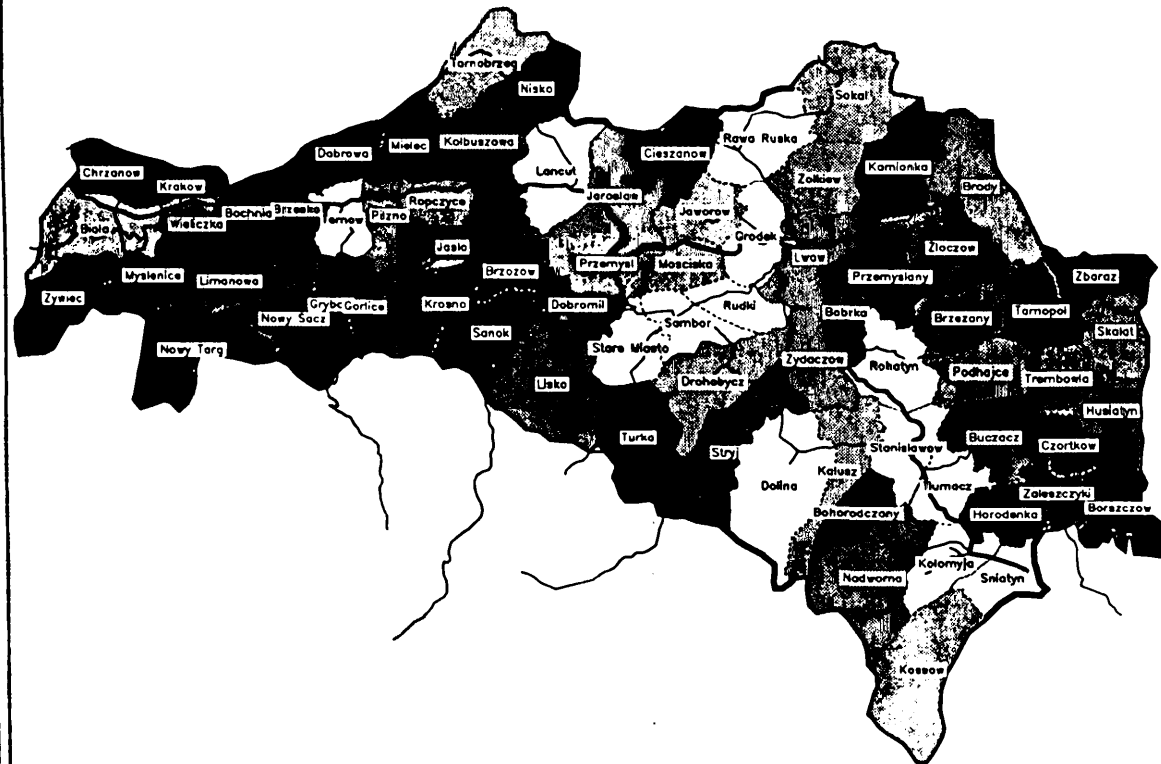 Tarnobrzeg
Nisko
Sokal
Dabrowa
Mielec
Kolbuszowa
Lancut
Cieszanow
Rawa Ruska
Kamionka
Chrzanow
Krakow
Zolkiew
Brody
Wieliczka
Bochnia
Brzesko
Tarnow
Pilzno
Ropczyce
Jaroslaw
Jaworow
Biala
Grodek
Jaslo
Zloczow
Myslenice
Limanowa
Brzozow
Przemysl
Mosciska
Lwow
Przemyslany
Zbaraz
Zywiec
Grybo
Gorlice
Krosno
Dobromil
Rudki
Bobrka
Brzezany
Tarnopol
Nowy Sacz
Sanok
Sambor
Skalat
Nowy Targ
Stare Miasto
Zydaczow
Rohatyn
Podhajce
Trembowla
Lisko
Drohobycz
Husiatyn
Turka
Stryj
Stanislawow
Buczacz
Czortkow
Dolina
Kalusz
Tlumacz
Zaleszczyki
Bohorodczany
Horodenka
Borszczow
Nadworna
Kolomyja
Sniatyn
Kossow